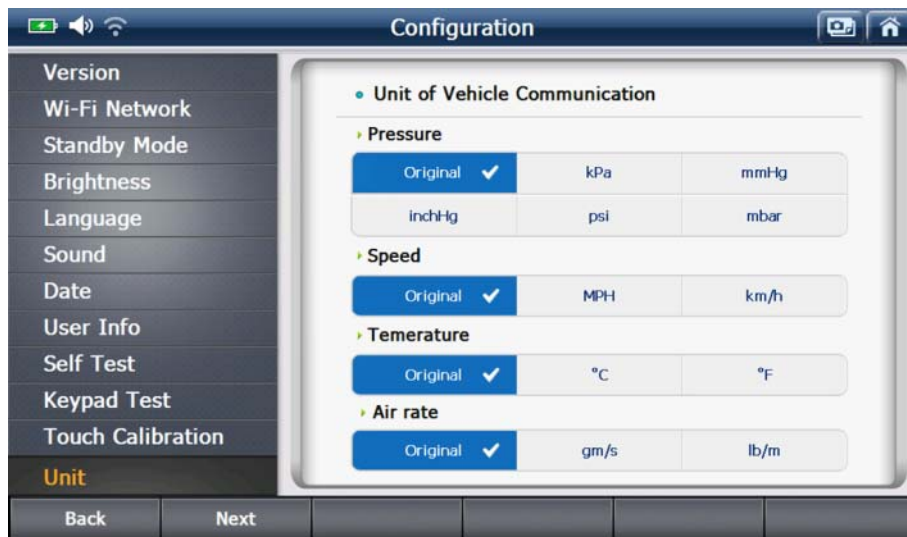 Configuration
Version
Wi-Fi Network
Standby Mode
Brightness
Language
Sound
Date
User Info
Self Test
Keypad Test
Touch Calibration
Unit
Unit of Vehicle Communication
Pressure
Original kPa mmHg
inchHg psi mbar
Speed
Original MPH km/h
Temerature
Original °C °F
Air rate
Original gm/s lb/m
Back Next